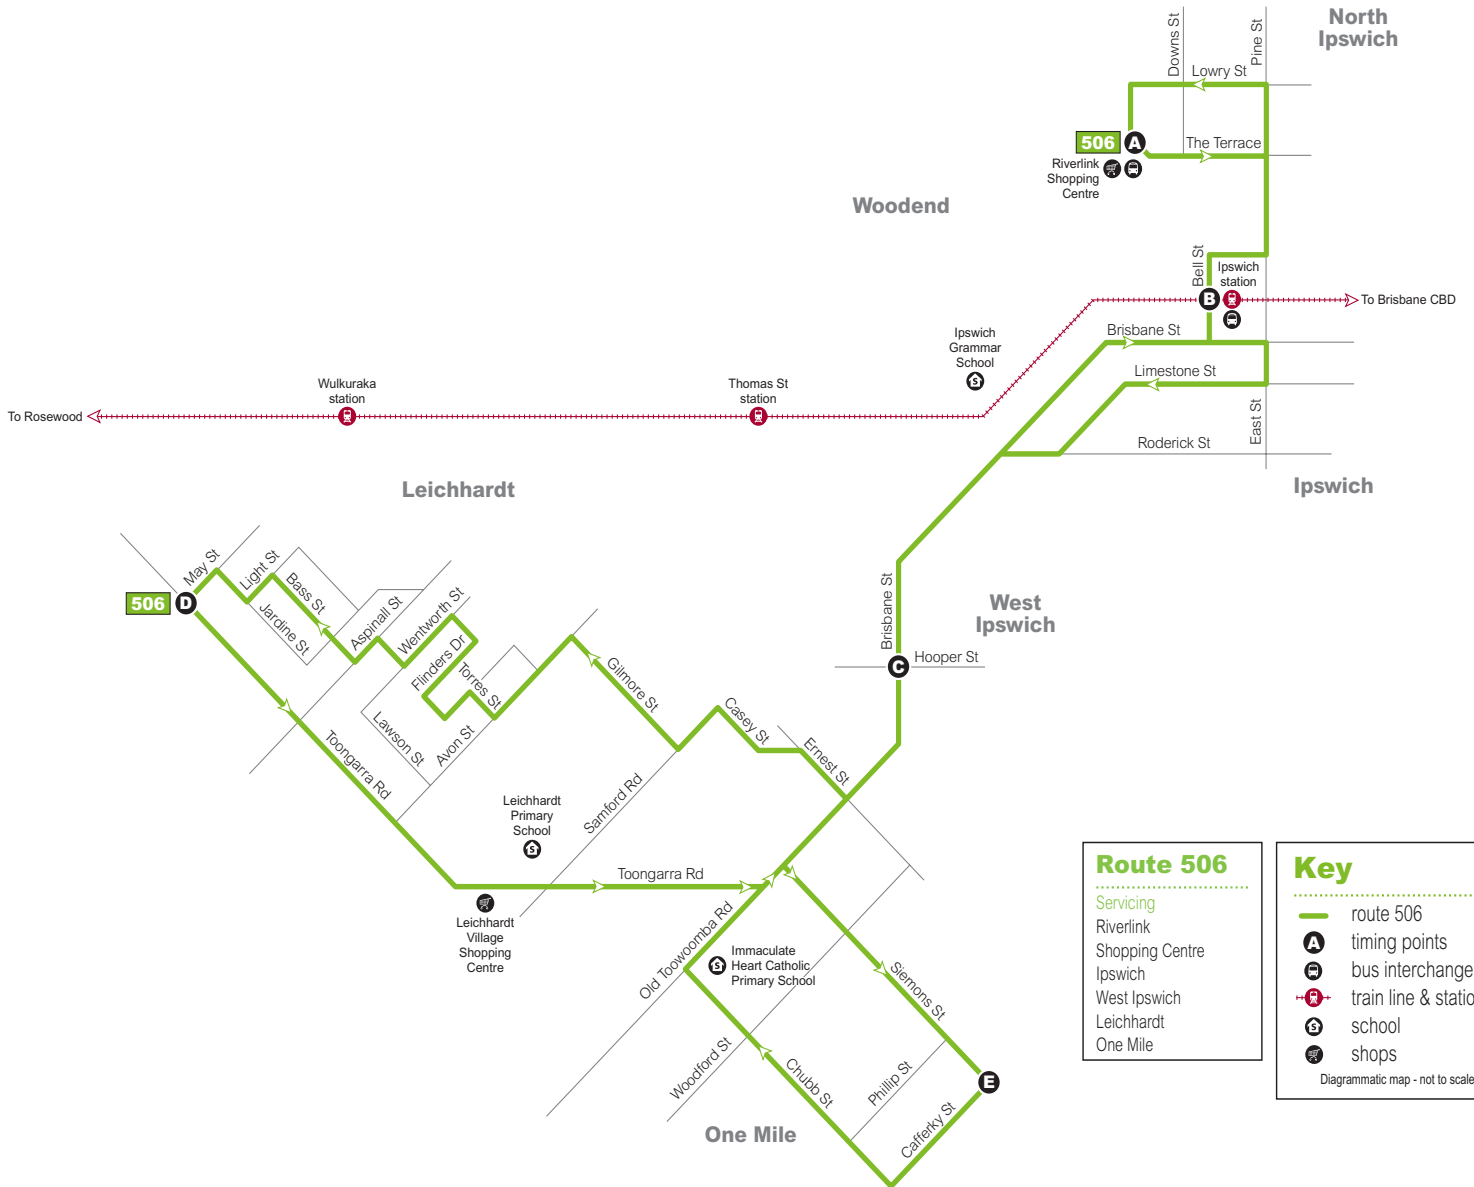 North
Ipswich
Downs St
Pine St
Lowry St
506
A
The Terrace
Riverlink
Shopping
Centre
Woodend
Bell St
Ipswich
station
B
To Brisbane CBD
Brisbane St
Ipswich
Grammar
School
S
Limestone St
Wulkuraka
station
Thomas St
station
To Rosewood
East St
Roderick St
Leichhardt
Ipswich
May St
Light St
Bass St
Jardine St
506
D
Aspinall St
Wentworth St
Flinders Dr
Torres St
Lawson St
Avon St
Gilmore St
Brisbane St
West
Ipswich
C
Hooper St
Casey St
Ernest St
Toongarra Rd
Samford Rd
Leichhardt
Primary
School
S
Toongarra Rd
Leichhardt
Village
Shopping
Centre
Old Toowoomba Rd
S
Immaculate
Heart Catholic
Primary School
Siemons St
Woodford St
Chubb St
Phillip St
E
Cafferky St
One Mile
Route 506
Servicing
Riverlink
Shopping Centre
Ipswich
West Ipswich
Leichhardt
One Mile
Key
route 506
A timing points
bus interchange
train line & statio
S school
shops
Diagrammatic map - not to scale